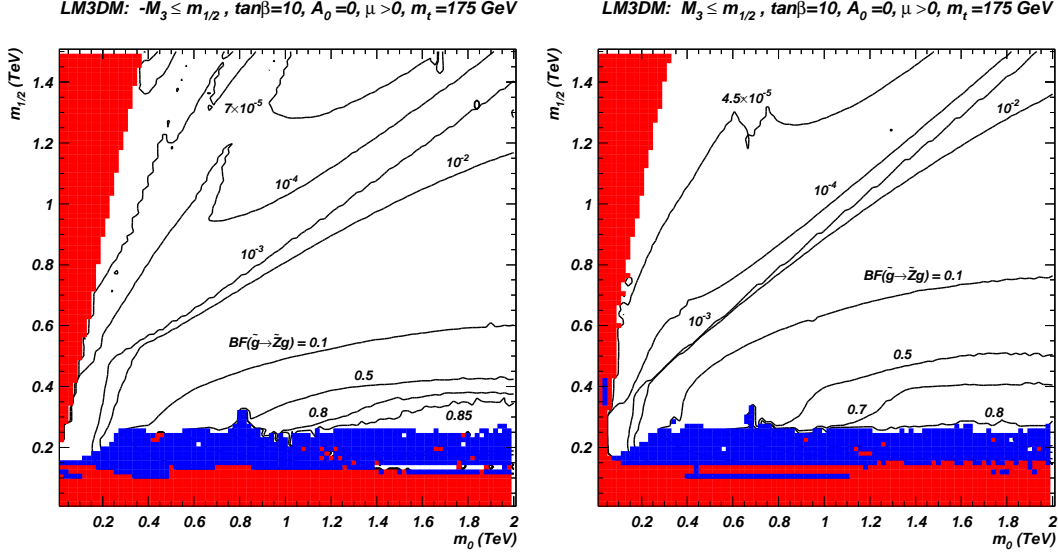 LM3DM: -M₃ ≤ m₁/₂ , tanβ=10, A₀ =0, μ >0, mₜ =175 GeV
m₁/₂ (TeV)
1.4
1.2
1
0.8
0.6
0.4
0.2
7×10⁻⁵
10⁻⁴
10⁻²
10⁻³
BF(g̃→Z̃g) = 0.1
0.5
0.8
0.85
0.2 0.4 0.6 0.8 1 1.2 1.4 1.6 1.8 2
m₀ (TeV)
LM3DM: M₃ ≤ m₁/₂ , tanβ=10, A₀ =0, μ >0, mₜ =175 GeV
m₁/₂ (TeV)
1.4
1.2
1
0.8
0.6
0.4
0.2
4.5×10⁻⁵
10⁻²
10⁻⁴
BF(g̃→Z̃g) = 0.1
10⁻³
0.5
0.7
0.8
0.2 0.4 0.6 0.8 1 1.2 1.4 1.6 1.8 2
m₀ (TeV)